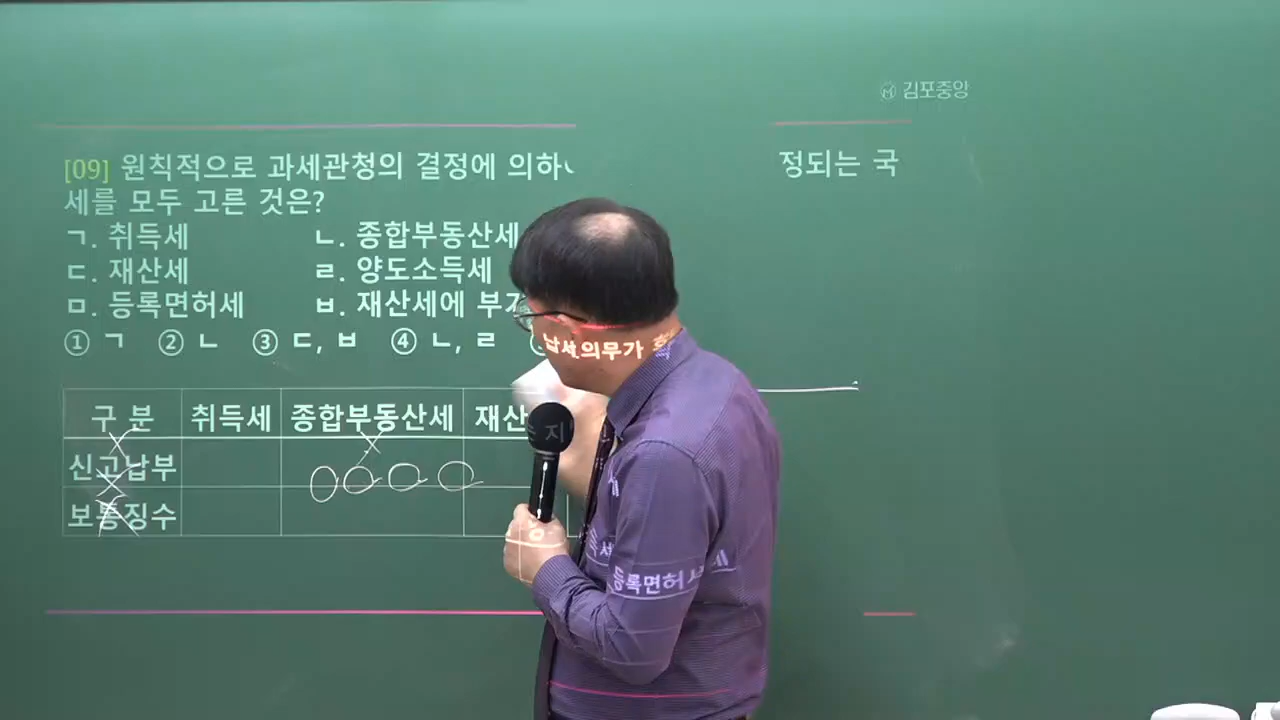 김포중앙
[09] 원칙적으로 과세관청의 결정에 의하 납세의무가 정되는 국
세를 모두 고른 것은?
ㄱ. 취득세 ㄴ. 종합부동산세
ㄷ. 재산세 ㄹ. 양도소득세
ㅁ. 등록면허세 ㅂ. 재산세에
① ㄱ ② ㄴ ③ ㄷ, ㅂ ④ ㄴ, ㄹ
구 분 취득세 종합부동산세 재산 등록면허세
신고납부
보통징수